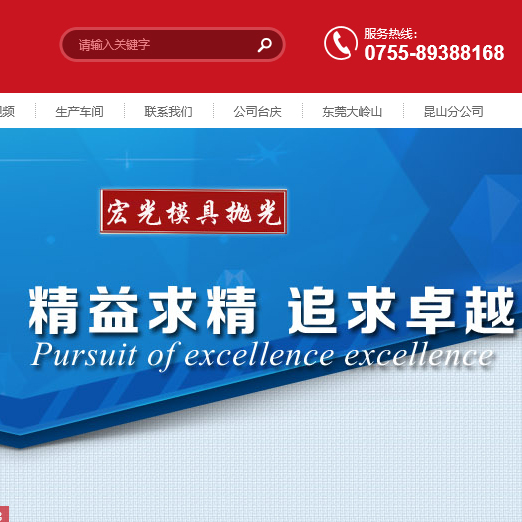 请输入关键字
服务热线：
0755-89388168
视频
生产车间
联系我们
公司台庆
东莞大岭山
昆山分公司
宏光模具抛光
精益求精 追求卓越
Pursuit of excellence excellence